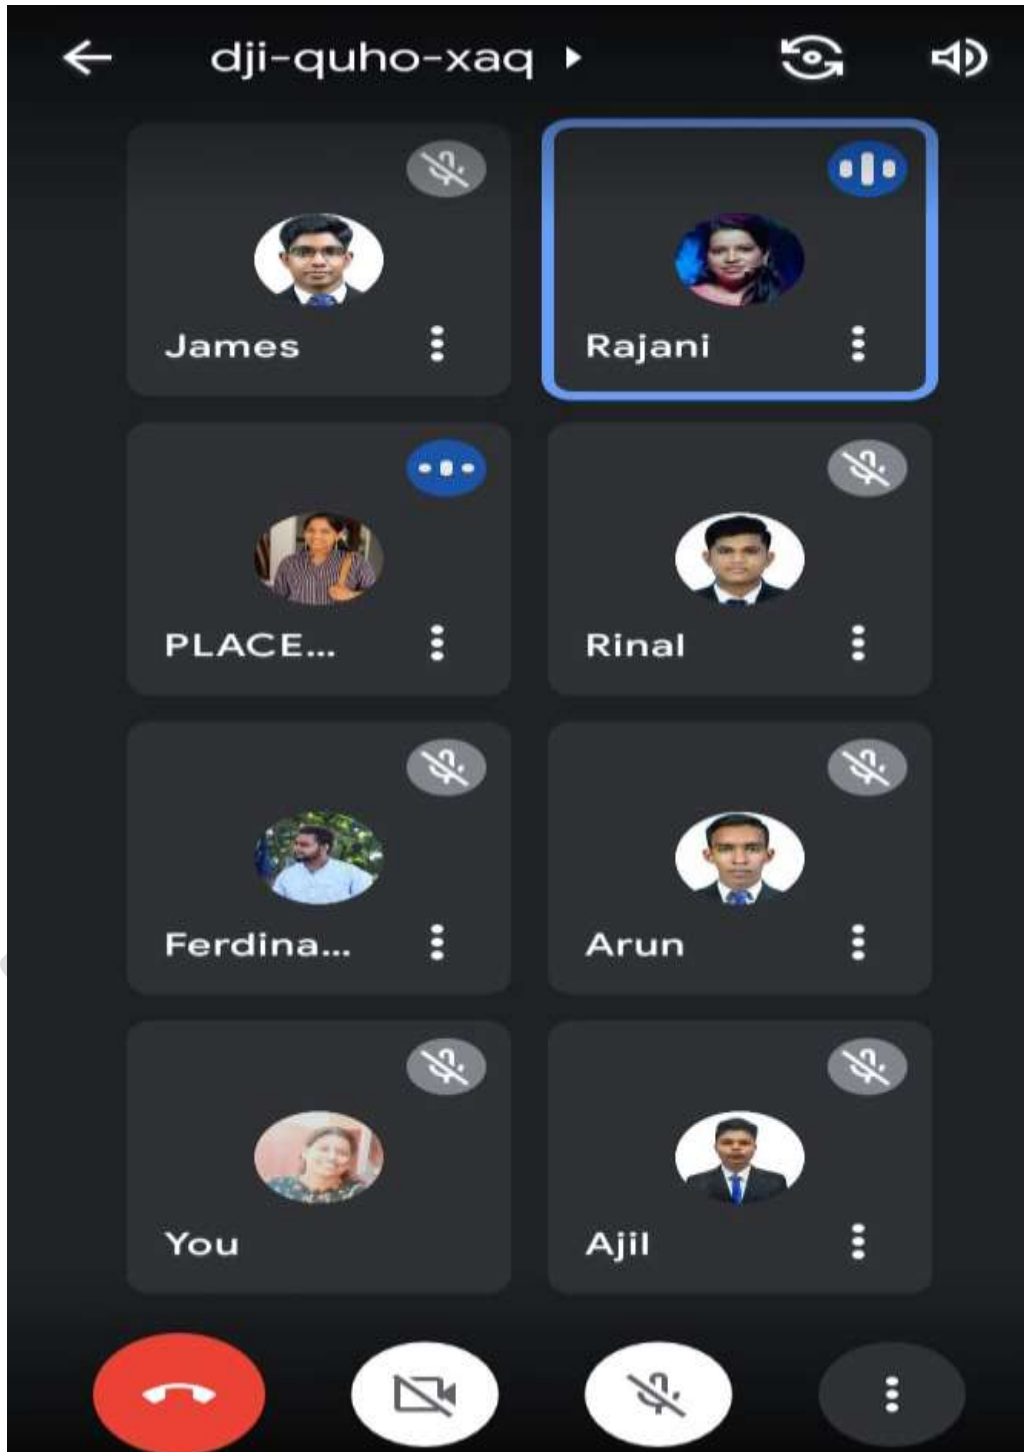 dji-quho-xaq
James
Rajani
PLACE...
Rinal
Ferdina...
Arun
You
Ajil